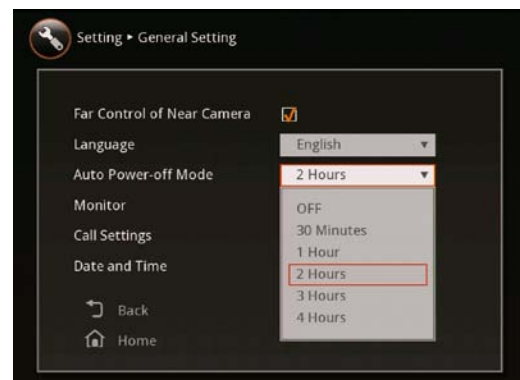 Setting ▸ General Setting
Far Control of Near Camera
Language English
Auto Power-off Mode 2 Hours
Monitor
Call Settings
Date and Time
OFF
30 Minutes
1 Hour
2 Hours
3 Hours
4 Hours
Back
Home